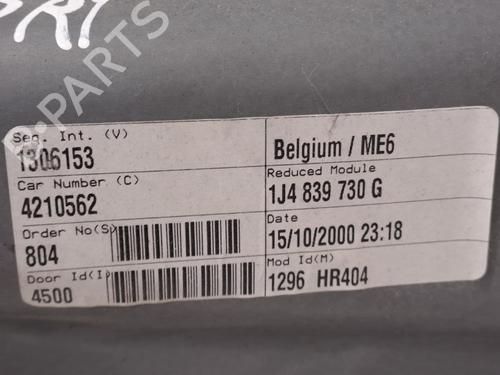 Seq. Int. (V)
1306153
Car Number (C)
4210562
Order No(S)
804
Door Id(I)
4500
Belgium / ME6
Reduced Module
1J4 839 730 G
Date
15/10/2000 23:18
Mod Id(M)
1296 HR404